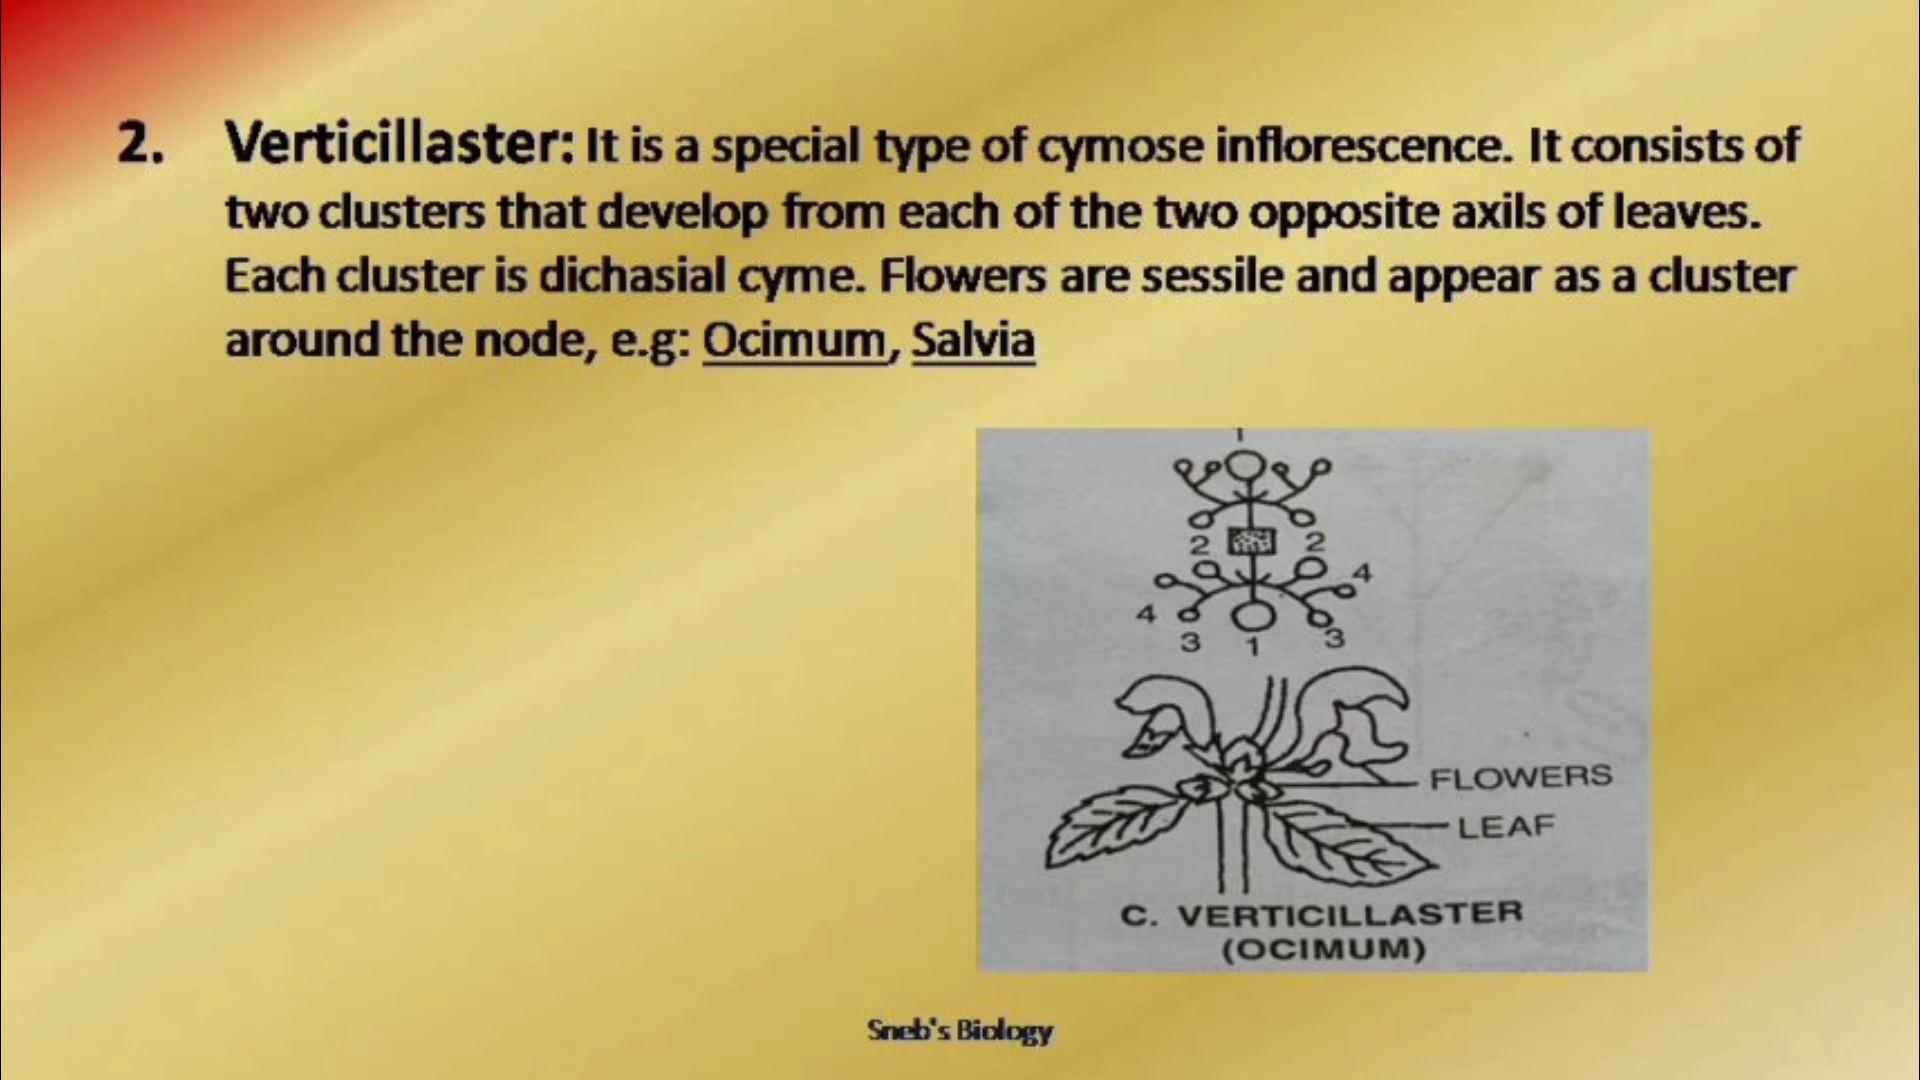 2. Verticillaster: It is a special type of cymose inflorescence. It consists of
two clusters that develop from each of the two opposite axils of leaves.
Each cluster is dichasial cyme. Flowers are sessile and appear as a cluster
around the node, e.g: Ocimum, Salvia
1
2 2
4
4
3 1 3
FLOWERS
LEAF
C. VERTICILLASTER
(OCIMUM)
Sneb's Biology